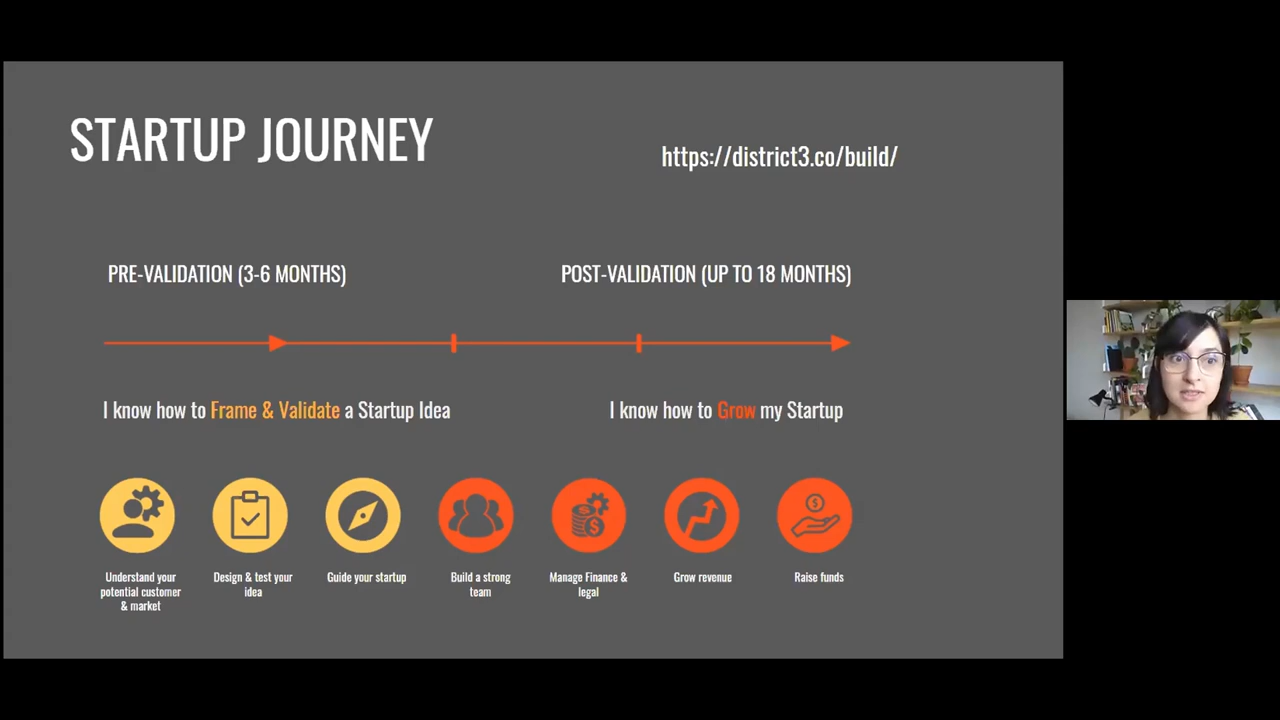 STARTUP JOURNEY
https://district3.co/build/
PRE-VALIDATION (3-6 MONTHS)
POST-VALIDATION (UP TO 18 MONTHS)
I know how to Frame & Validate a Startup Idea
I know how to Grow my Startup
Understand your
potential customer
& market
Design & test your
idea
Guide your startup
Build a strong
team
Manage Finance &
legal
Grow revenue
Raise funds